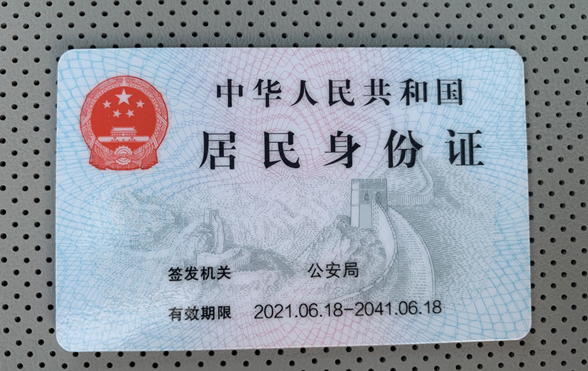 中华人民共和国
居民身份证
签发机关 公安局
有效期限 2021.06.18-2041.06.18